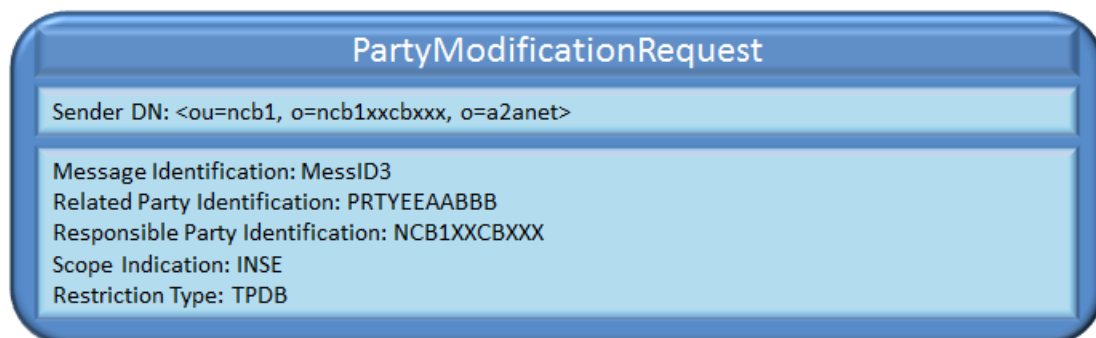 PartyModificationRequest
Sender DN: <ou=ncb1, o=ncb1xxcbxxx, o=a2anet>
Message Identification: MessID3
Related Party Identification: PRTYEEAABBB
Responsible Party Identification: NCB1XXCBXXX
Scope Indication: INSE
Restriction Type: TPDB